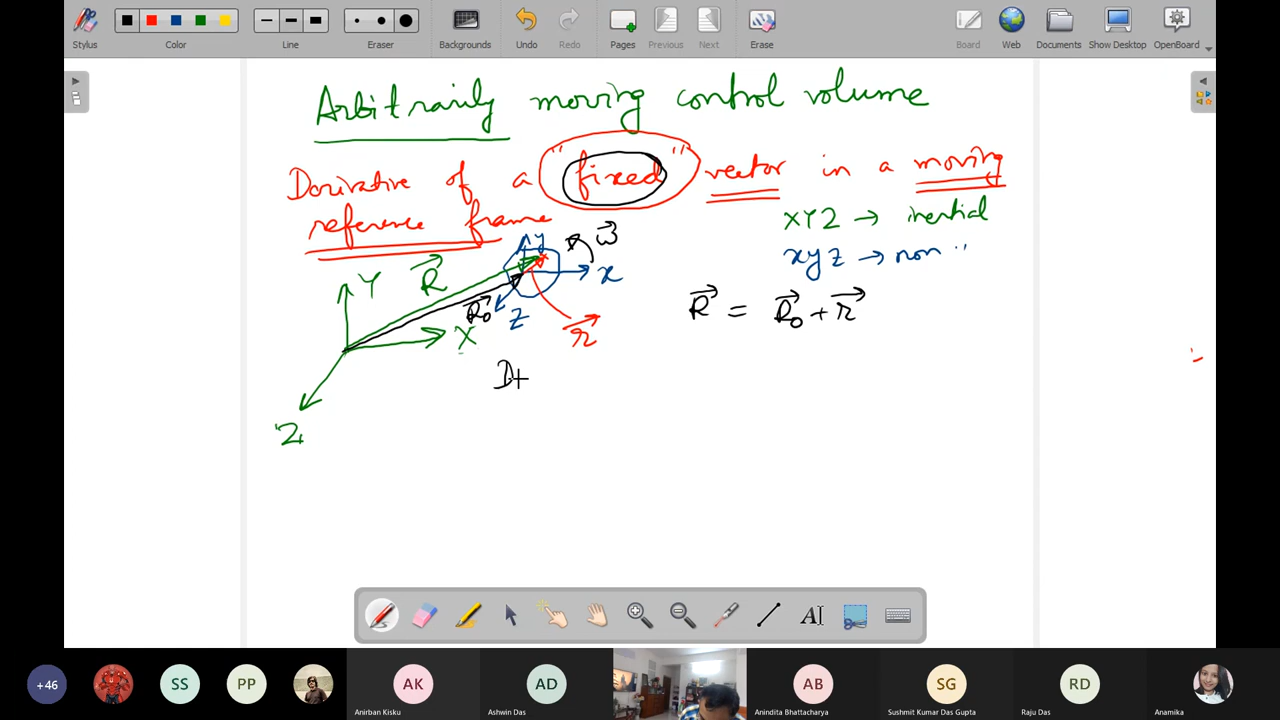 Stylus
Color
Line
Eraser
Backgrounds
Undo
Redo
Pages
Previous
Next
Erase
Board
Web
Documents
Show Desktop
OpenBoard
Arbitrarily moving control volume
Derivative of a "fixed" vector in a moving
reference frame
XYZ → inertial
xyz → non "
Y
R
y
ω
x
R = R₀ + r
R₀
z
r
X
Z
+46
SS
PP
AK
AD
AB
SG
RD
Anirban Kisku
Ashwin Das
Anindita Bhattacharya
Sushmit Kumar Das Gupta
Raju Das
Anamika